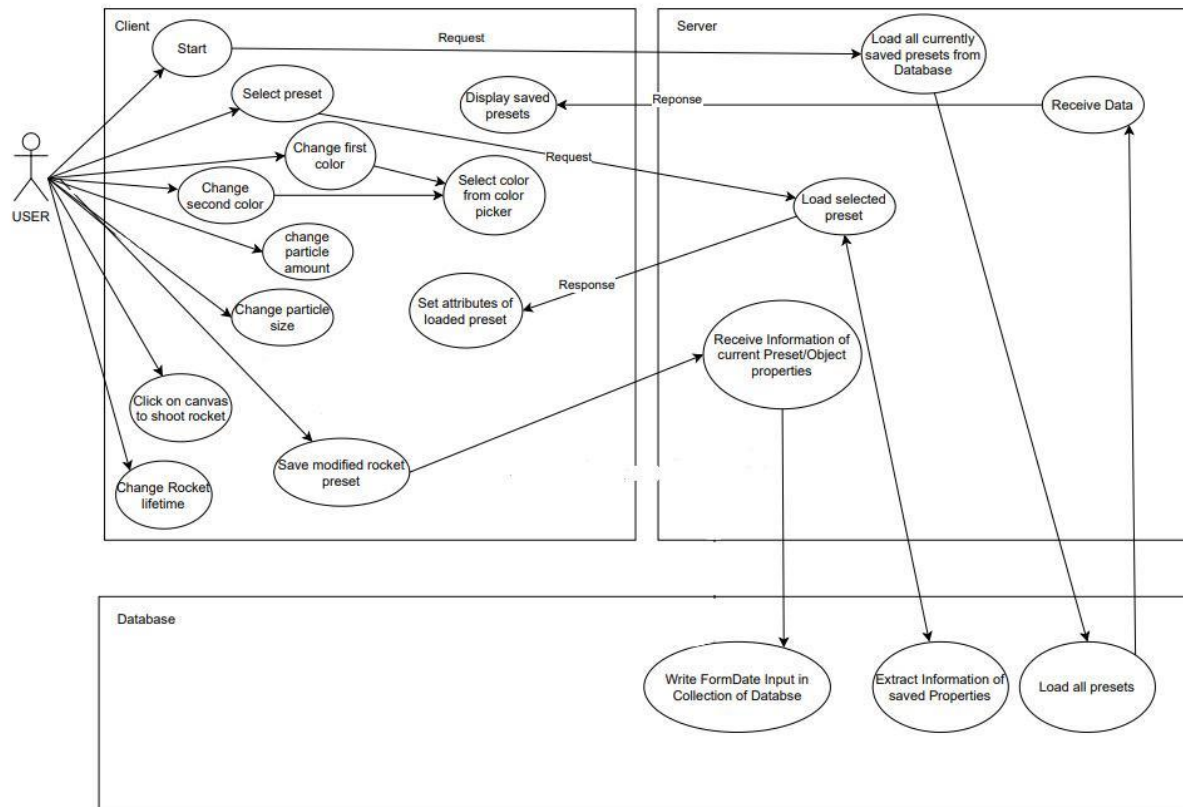 Client
Server
Start
Request
Load all currently
saved presets from
Database
Select preset
Display saved
presets
Reponse
Receive Data
Change first
color
Request
USER
Change
second color
Select color
from color
picker
Load selected
preset
change
particle
amount
Response
Change particle
size
Set attributes of
loaded preset
Receive Information of
current Preset/Object
properties
Click on canvas
to shoot rocket
Save modified rocket
preset
Change Rocket
lifetime
Database
Write FormDate Input in
Collection of Databse
Extract Information of
saved Properties
Load all presets